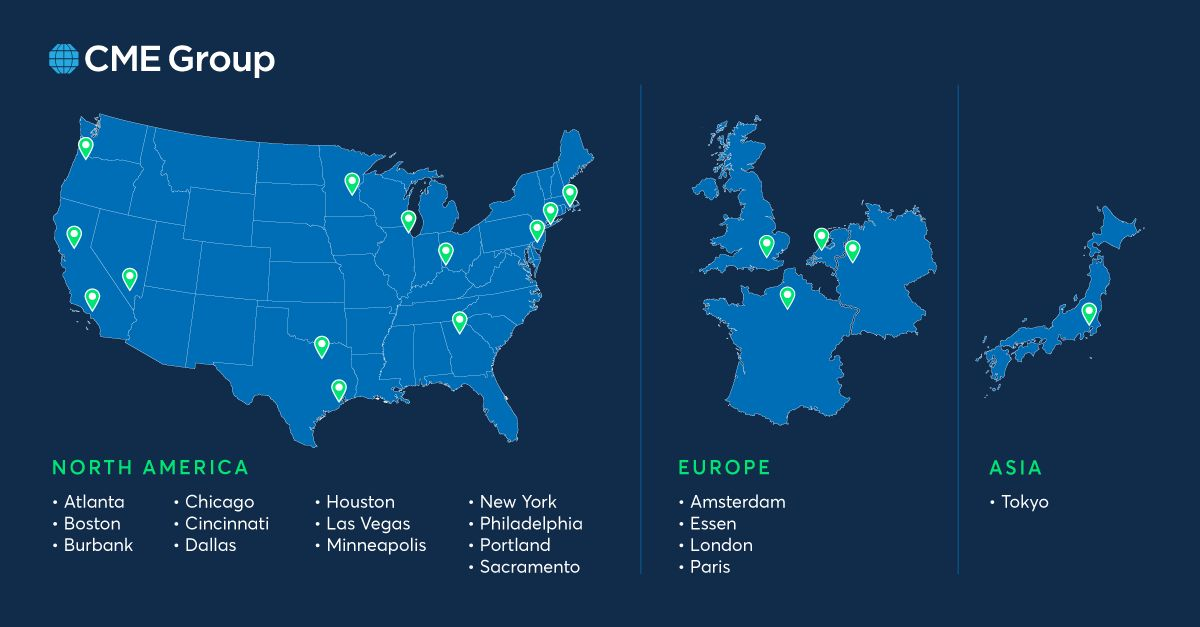 CME Group
NORTH AMERICA
• Atlanta
• Boston
• Burbank
• Chicago
• Cincinnati
• Dallas
• Houston
• Las Vegas
• Minneapolis
• New York
• Philadelphia
• Portland
• Sacramento
EUROPE
• Amsterdam
• Essen
• London
• Paris
ASIA
• Tokyo